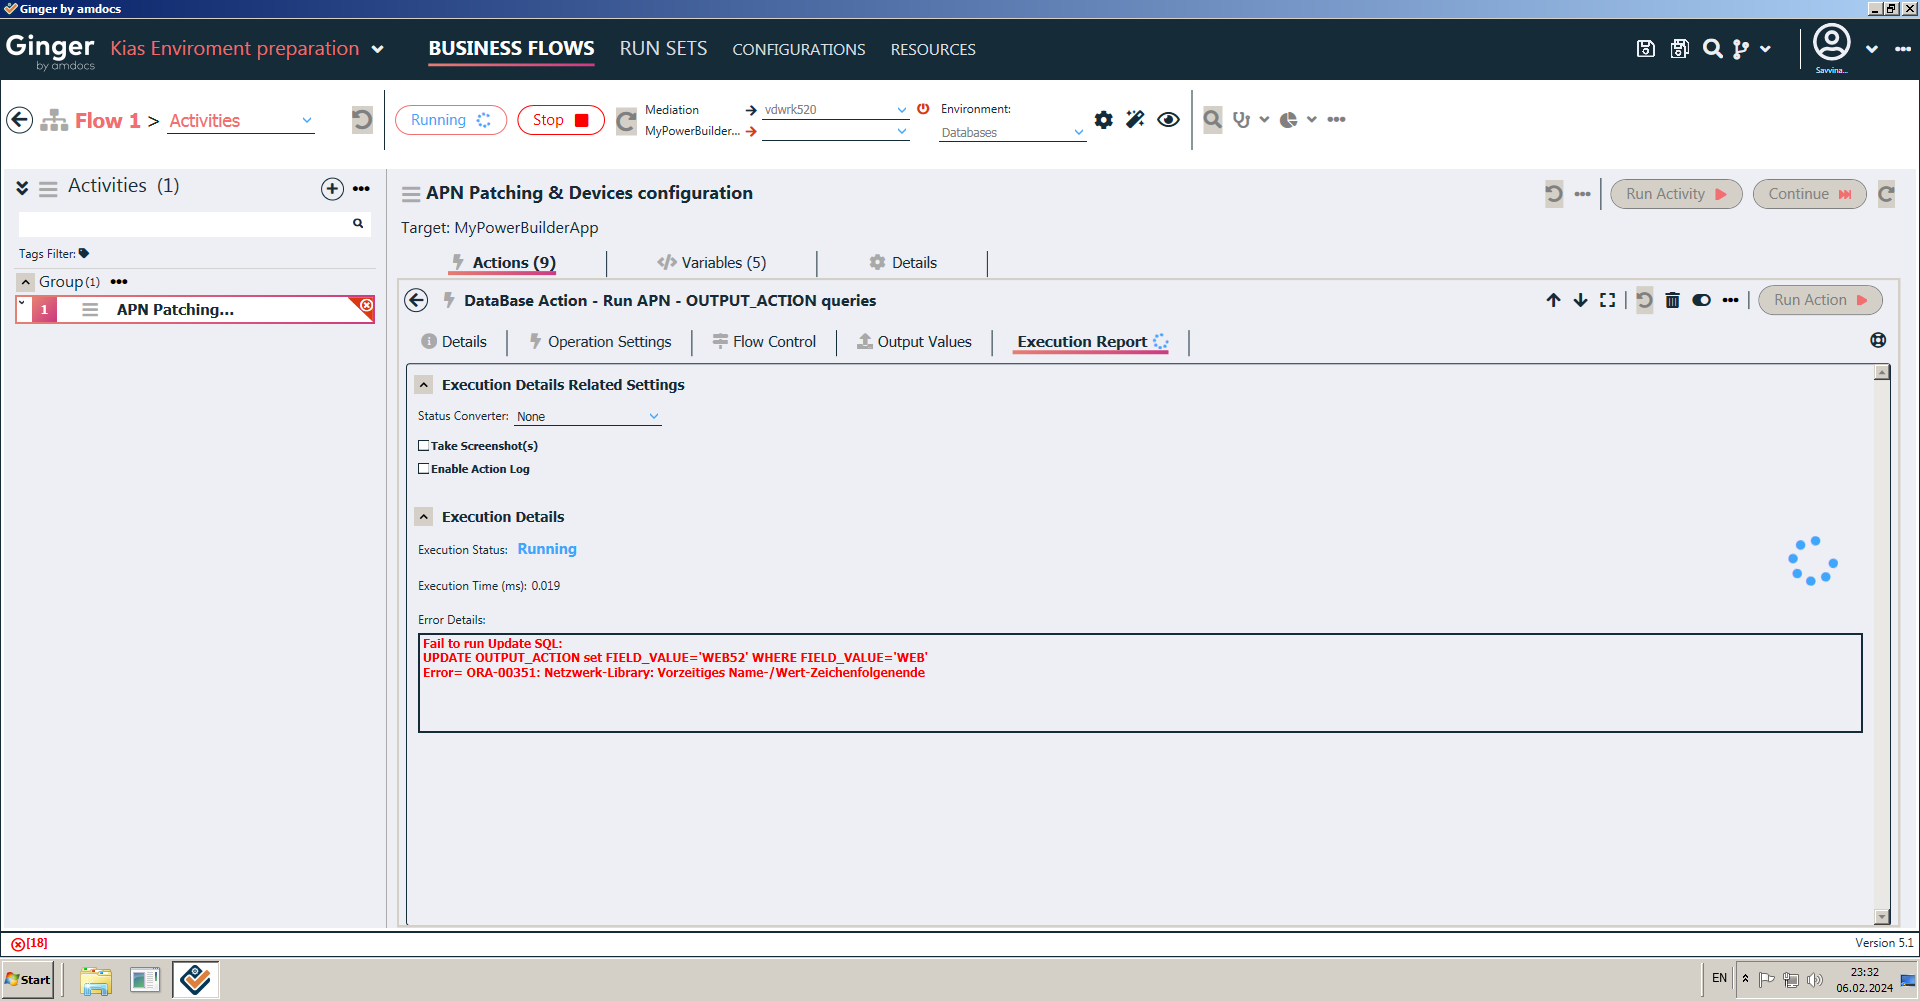 Ginger by amdocs
Ginger
by amdocs
Kias Enviroment preparation
BUSINESS FLOWS
RUN SETS
CONFIGURATIONS
RESOURCES
Savvina...
Flow 1 >
Activities
Running
Stop
Mediation
vdwrk520
MyPowerBuilder...
Environment:
Databases
Activities (1)
Tags Filter:
Group(1)
1
APN Patching...
APN Patching & Devices configuration
Run Activity
Continue
Target: MyPowerBuilderApp
Actions (9)
Variables (5)
Details
DataBase Action - Run APN - OUTPUT_ACTION queries
Run Action
Details
Operation Settings
Flow Control
Output Values
Execution Report
Execution Details Related Settings
Status Converter: None
Take Screenshot(s)
Enable Action Log
Execution Details
Execution Status: Running
Execution Time (ms): 0.019
Error Details:
Fail to run Update SQL:
UPDATE OUTPUT_ACTION set FIELD_VALUE='WEB52' WHERE FIELD_VALUE='WEB'
Error= ORA-00351: Netzwerk-Library: Vorzeitiges Name-/Wert-Zeichenfolgenende
[18]
Version 5.1
Start
EN
23:32
06.02.2024